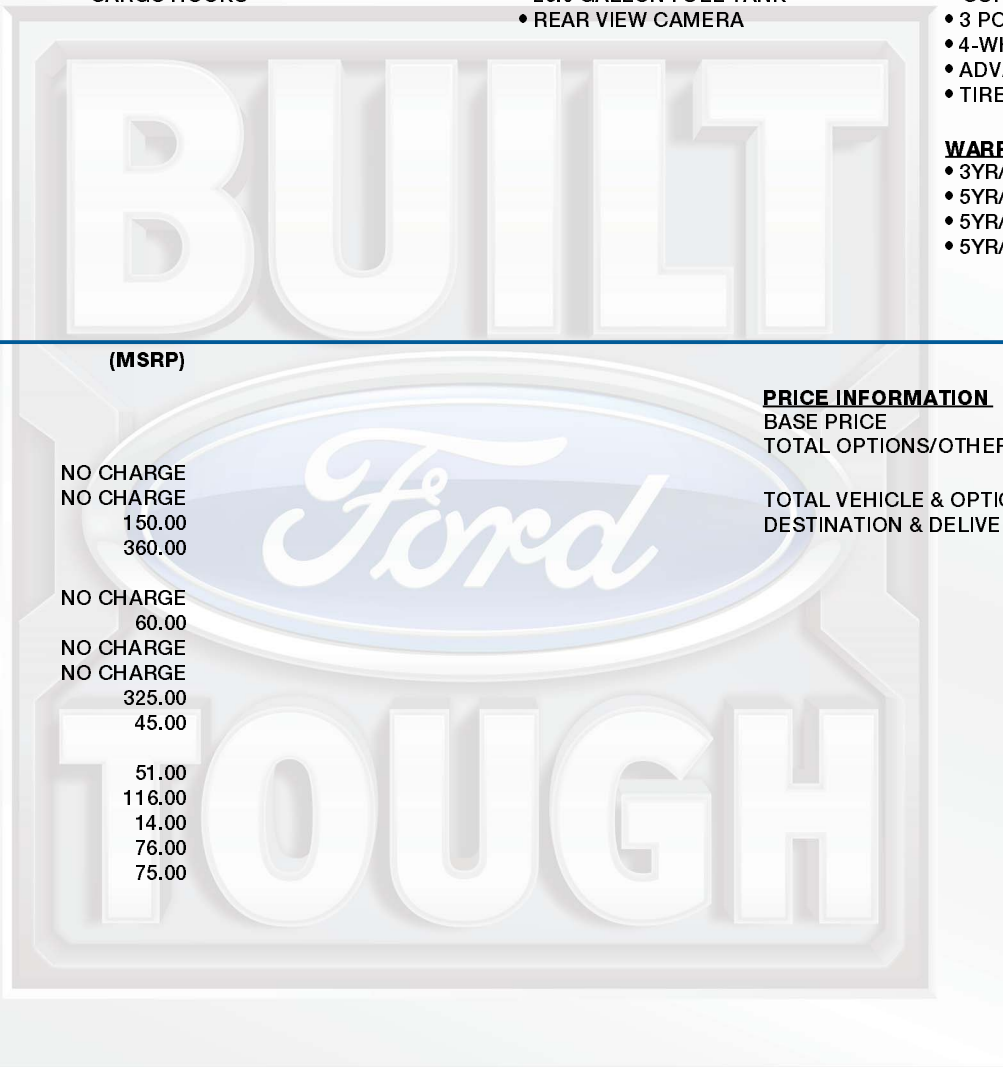 • REAR VIEW CAMERA
• 3 PO
• 4-WH
• ADVA
• TIRE
WARR
• 3YR/
• 5YR/
• 5YR/
• 5YR/
BUILT
Ford
TOUGH
(MSRP)
NO CHARGE
NO CHARGE
150.00
360.00
NO CHARGE
60.00
NO CHARGE
NO CHARGE
325.00
45.00
51.00
116.00
14.00
76.00
75.00
PRICE INFORMATION
BASE PRICE
TOTAL OPTIONS/OTHER
TOTAL VEHICLE & OPTIO
DESTINATION & DELIVE